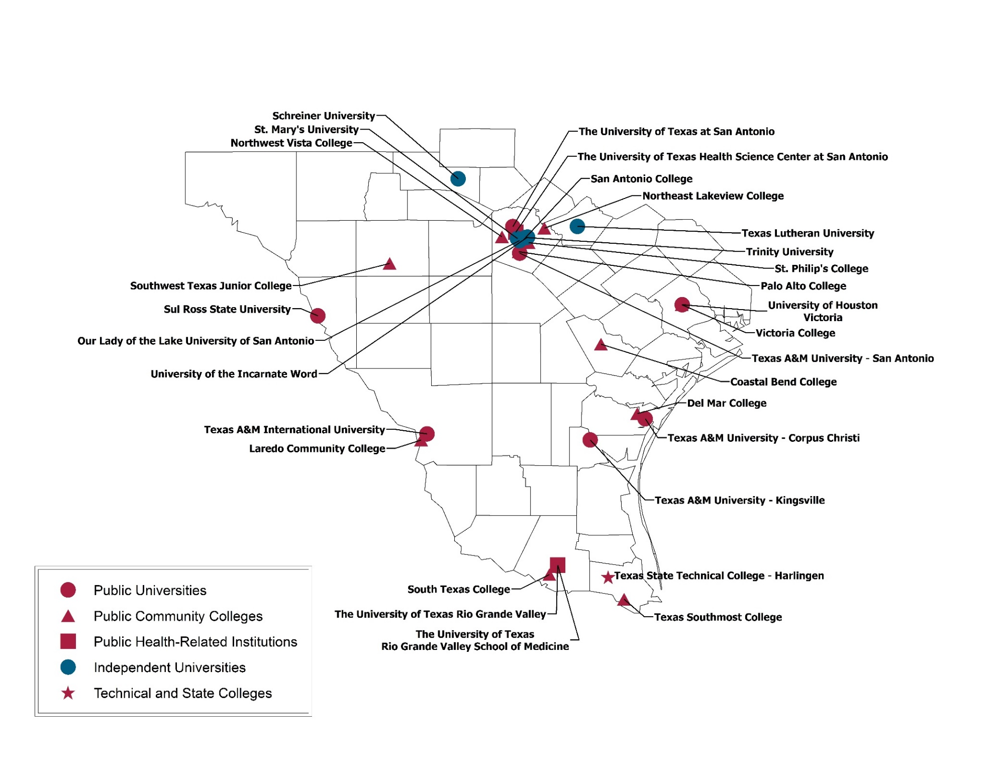 Schreiner University
St. Mary's University
Northwest Vista College
The University of Texas at San Antonio
The University of Texas Health Science Center at San Antonio
San Antonio College
Northeast Lakeview College
Texas Lutheran University
Trinity University
St. Philip's College
Palo Alto College
Southwest Texas Junior College
Sul Ross State University
University of Houston
Victoria
Victoria College
Our Lady of the Lake University of San Antonio
Texas A&M University - San Antonio
University of the Incarnate Word
Coastal Bend College
Del Mar College
Texas A&M International University
Texas A&M University - Corpus Christi
Laredo Community College
Texas A&M University - Kingsville
Texas State Technical College - Harlingen
South Texas College
The University of Texas Rio Grande Valley
Texas Southmost College
The University of Texas
Rio Grande Valley School of Medicine
Public Universities
Public Community Colleges
Public Health-Related Institutions
Independent Universities
Technical and State Colleges